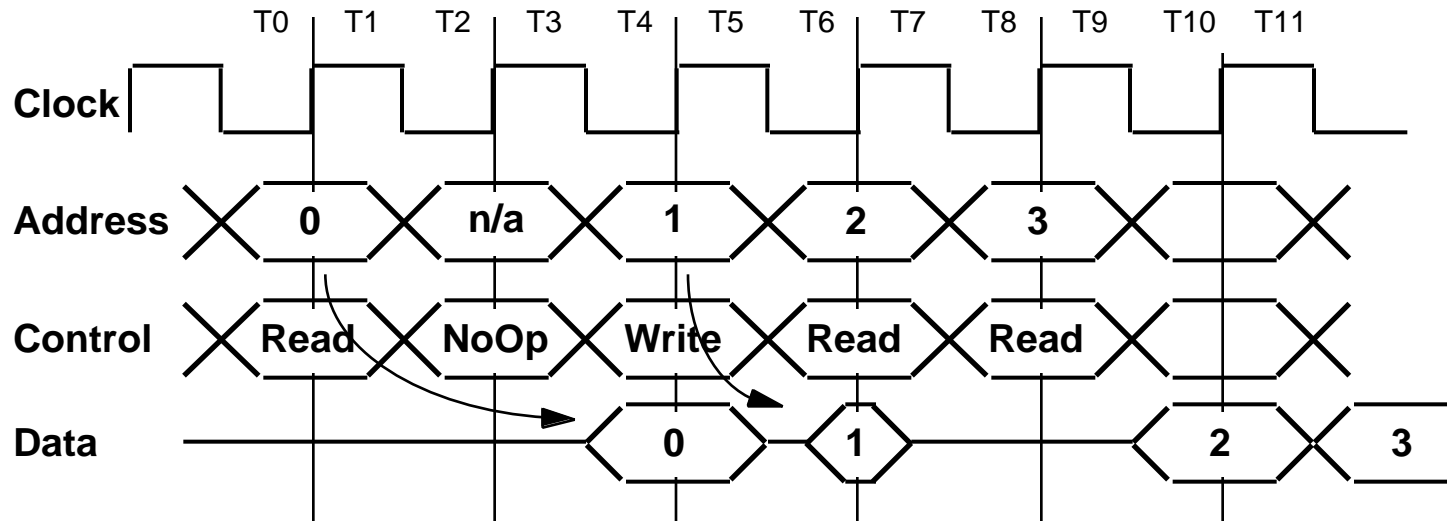 T0 T1 T2 T3 T4 T5 T6 T7 T8 T9 T10 T11
Clock
Address 0 n/a 1 2 3
Control Read NoOp Write Read Read
Data 0 1 2 3